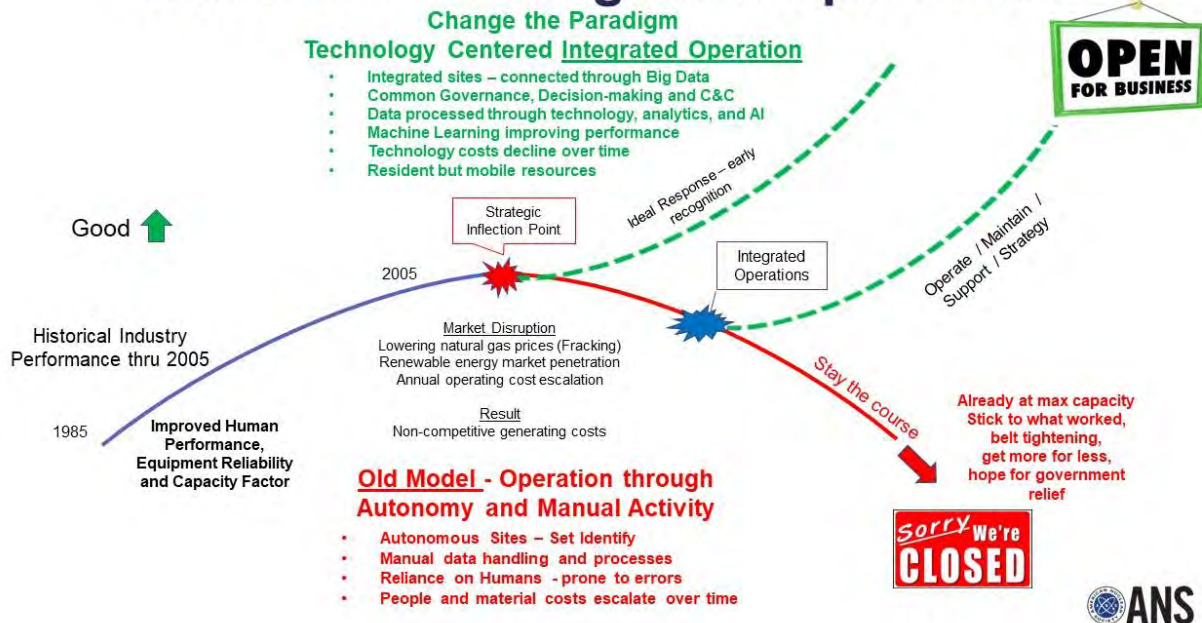 Change the Paradigm
Technology Centered Integrated Operation
• Integrated sites – connected through Big Data
• Common Governance, Decision-making and C&C
• Data processed through technology, analytics, and AI
• Machine Learning improving performance
• Technology costs decline over time
• Resident but mobile resources
OPEN
FOR BUSINESS
Ideal Response – early
recognition
Good
Strategic
Inflection Point
2005
Integrated
Operations
Operate / Maintain /
Support / Strategy
Historical Industry
Performance thru 2005
Market Disruption
Lowering natural gas prices (Fracking)
Renewable energy market penetration
Annual operating cost escalation
Result
Non-competitive generating costs
Stay the course
1985
Improved Human
Performance,
Equipment Reliability
and Capacity Factor
Already at max capacity
Stick to what worked,
belt tightening,
get more for less,
hope for government
relief
Old Model - Operation through
Autonomy and Manual Activity
• Autonomous Sites – Set Identify
• Manual data handling and processes
• Reliance on Humans - prone to errors
• People and material costs escalate over time
Sorry We're
CLOSED
ANS